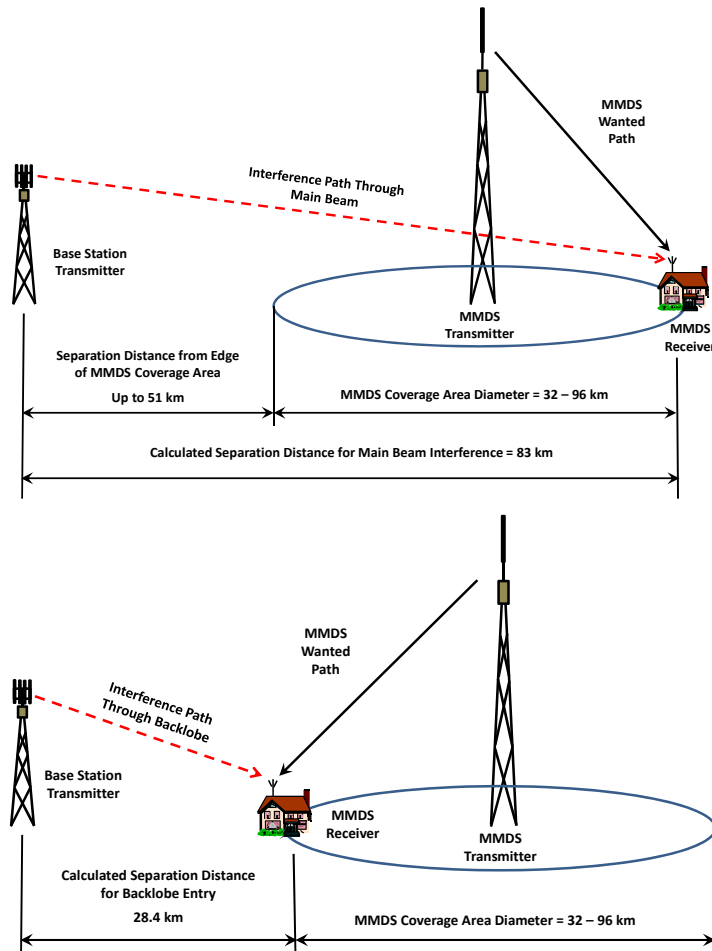 MMDS
Wanted
Path
Interference Path Through
Main Beam
Base Station
Transmitter
MMDS
Transmitter
MMDS
Receiver
Separation Distance from Edge
of MMDS Coverage Area
Up to 51 km
MMDS Coverage Area Diameter = 32 – 96 km
Calculated Separation Distance for Main Beam Interference = 83 km
MMDS
Wanted
Path
Interference Path
Through Backlobe
Base Station
Transmitter
MMDS
Receiver
MMDS
Transmitter
Calculated Separation Distance
for Backlobe Entry
28.4 km
MMDS Coverage Area Diameter = 32 – 96 km